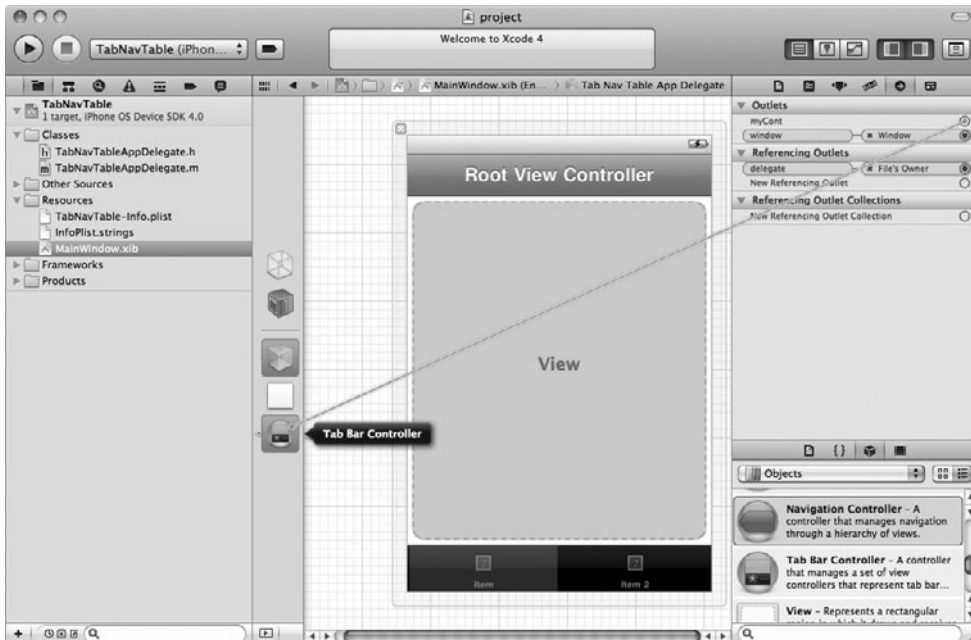 project
TabNavTable (iPhon...
Welcome to Xcode 4
MainWindow.xib (En... Tab Nav Table App Delegate
TabNavTable
1 target, iPhone OS Device SDK 4.0
Classes
h TabNavTableAppDelegate.h
m TabNavTableAppDelegate.m
Other Sources
Resources
TabNavTable-Info.plist
InfoPlist.strings
MainWindow.xib
Frameworks
Products
Root View Controller
View
Tab Bar Controller
Item
Item 2
Outlets
myCont
window Window
Referencing Outlets
delegate File's Owner
New Referencing Outlet
Referencing Outlet Collections
New Referencing Outlet Collection
{}
Objects
Navigation Controller – A
controller that manages navigation
through a hierarchy of views.
Tab Bar Controller – A controller
that manages a set of view
controllers that represent tab bar...
View – Represents a rectangular